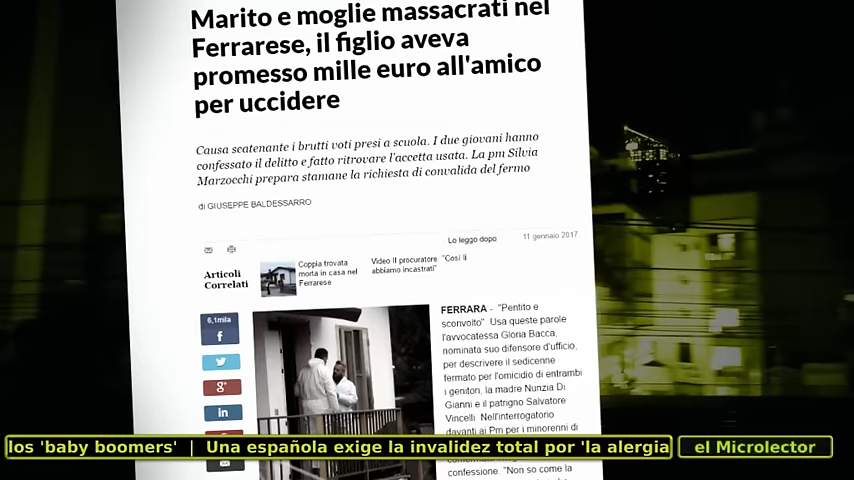 Marito e moglie massacrati nel
Ferrarese, il figlio aveva
promesso mille euro all'amico
per uccidere
Causa scatenante i brutti voti presi a scuola. I due giovani hanno
confessato il delitto e fatto ritrovare l'accetta usata. La pm Silvia
Marzocchi prepara stamane la richiesta di convalida del fermo
di GIUSEPPE BALDESSARRO
Lo leggo dopo
11 gennaio 2017
Articoli
Correlati
Coppia trovata
morta in casa nel
Ferrarese
Video Il procuratore: "Così li
abbiamo incastrati"
6,1mila
f
g+
in
FERRARA - "Pentito e
sconvolto". Usa queste parole
l'avvocatessa Gloria Bacca,
nominata suo difensore d'ufficio,
per descrivere il sedicenne
fermato per l'omicidio di entrambi
i genitori, la madre Nunzia Di
Gianni e il patrigno Salvatore
Vincelli. Nell'interrogatorio
davanti ai Pm per i minorenni di
confessione. "Non so come la
los 'baby boomers' | Una española exige la invalidez total por 'la alergia
el Microlector